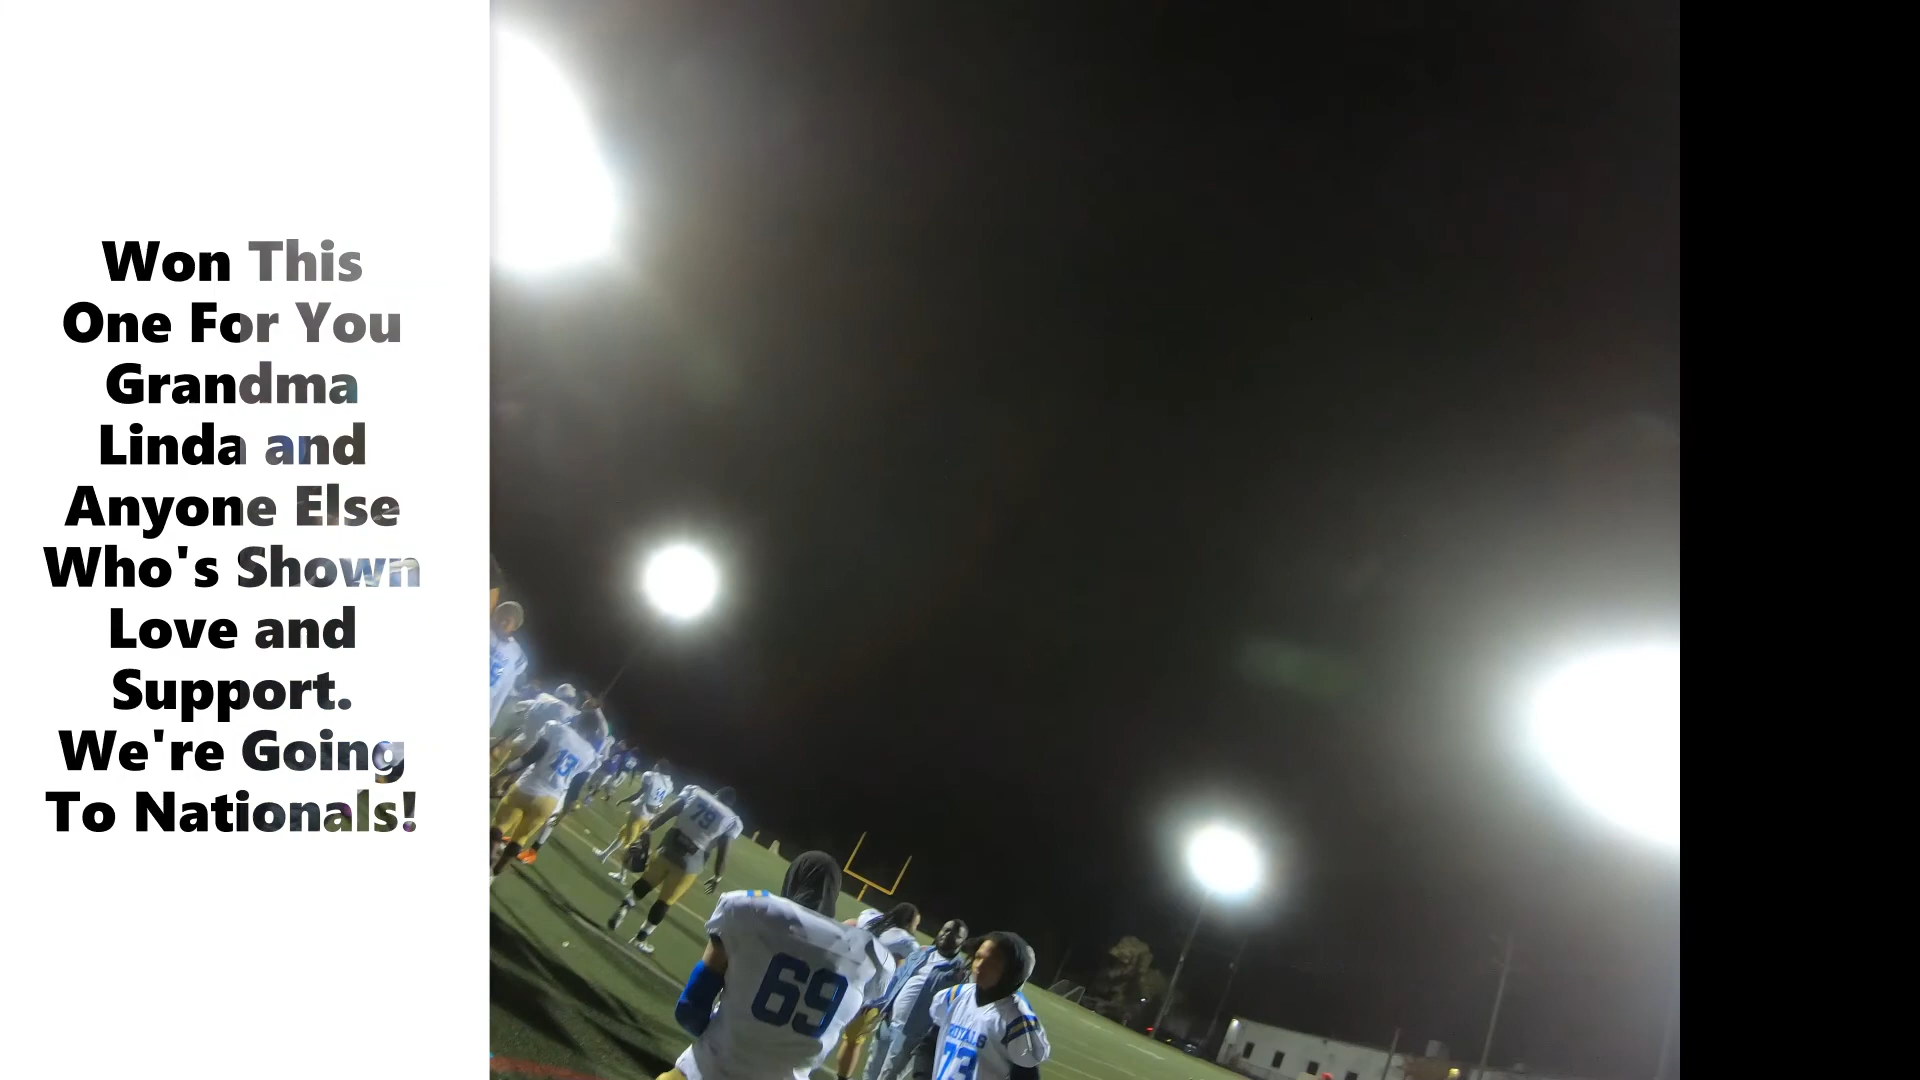 Won This
One For You
Grandma
Linda and
Anyone Else
Who's Shown
Love and
Support.
We're Going
To Nationals!
13
79
69
73